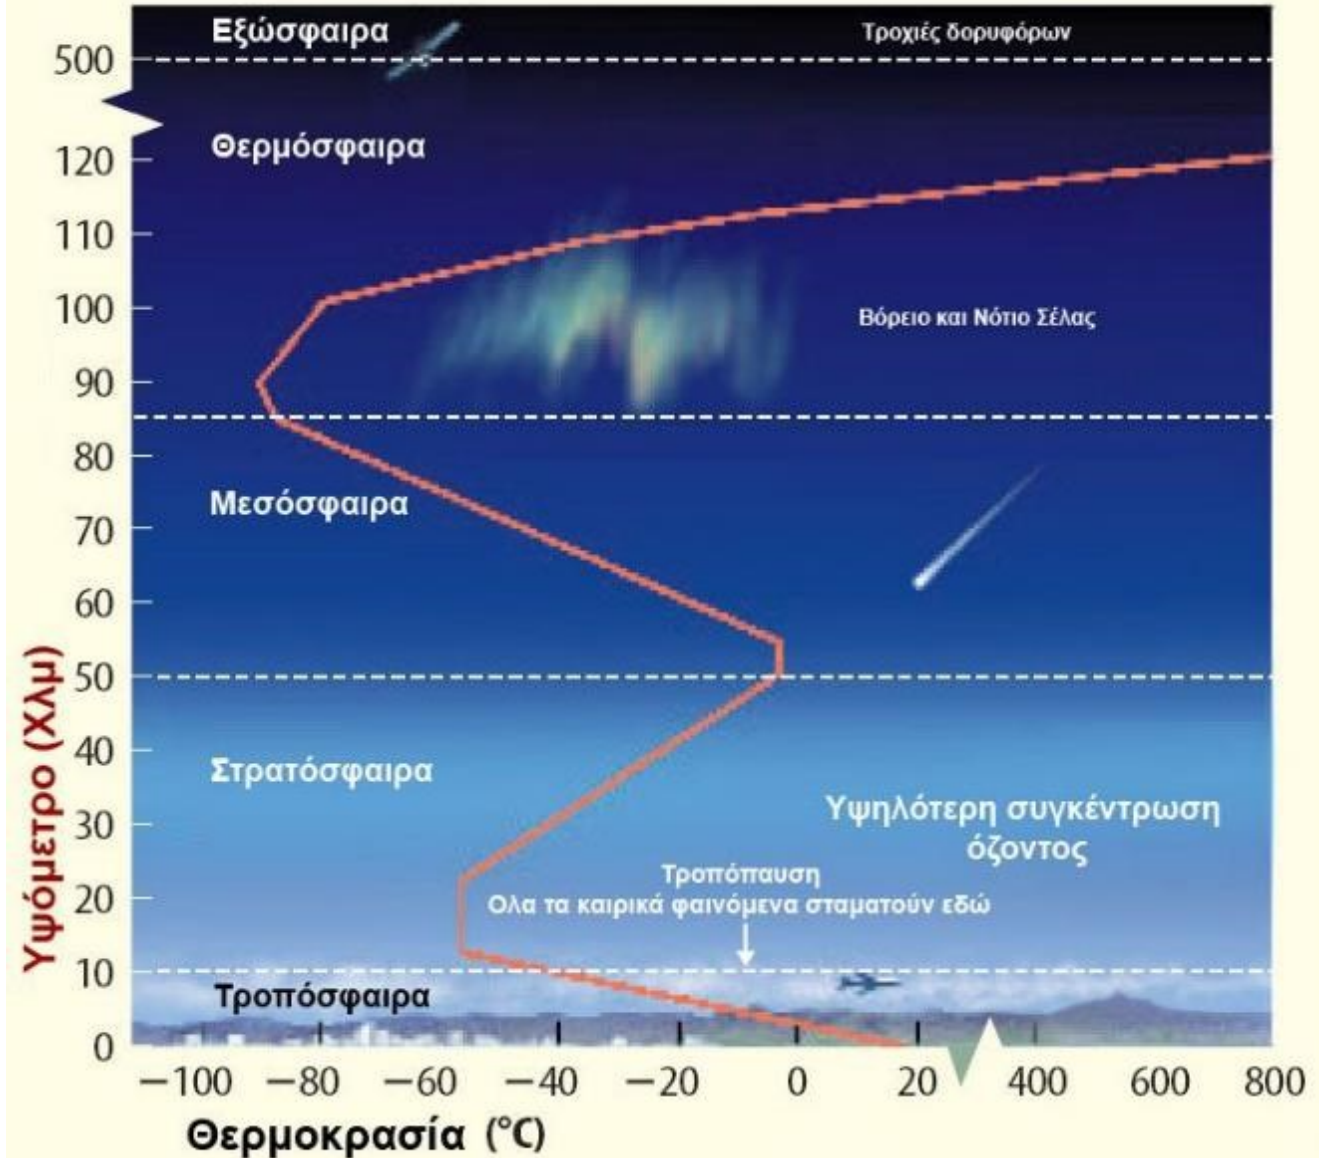 Εξώσφαιρα
Τροχιές δορυφόρων
500
Θερμόσφαιρα
120
110
100
Βόρειο και Νότιο Σέλας
90
80
Μεσόσφαιρα
70
60
50
40
Στρατόσφαιρα
30
Υψηλότερη συγκέντρωση
όζοντος
Τροπόπαυση
Ολα τα καιρικά φαινόμενα σταματούν εδώ
20
10
Τροπόσφαιρα
0
Υψόμετρο (Χλμ)
−100 −80 −60 −40 −20 0 20 400 600 800
Θερμοκρασία (°C)